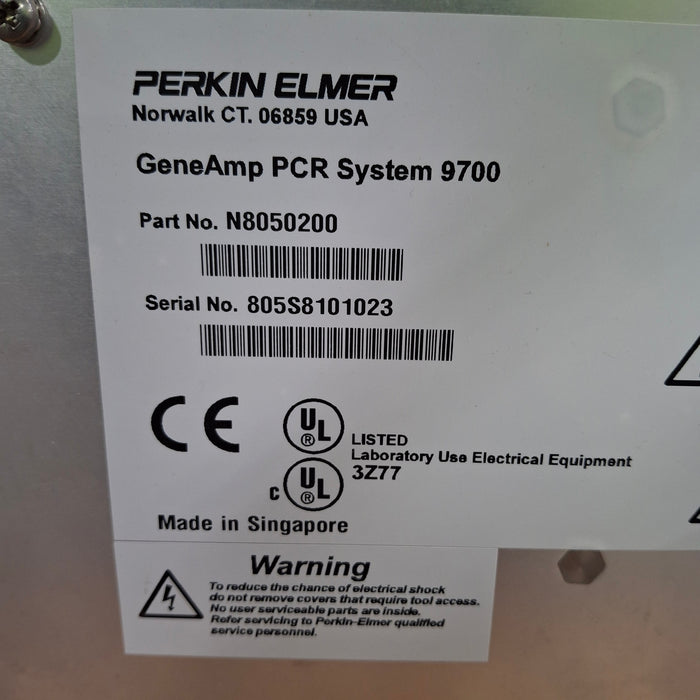 PERKIN ELMER
Norwalk CT. 06859 USA
GeneAmp PCR System 9700
Part No. N8050200
Serial No. 805S8101023
CE
UL
®
LISTED
Laboratory Use Electrical Equipment
3Z77
C
UL
®
Made in Singapore
Warning
To reduce the chance of electrical shock
do not remove covers that require tool access.
No user serviceable parts are inside.
Refer servicing to Perkin-Elmer qualified
service personnel.